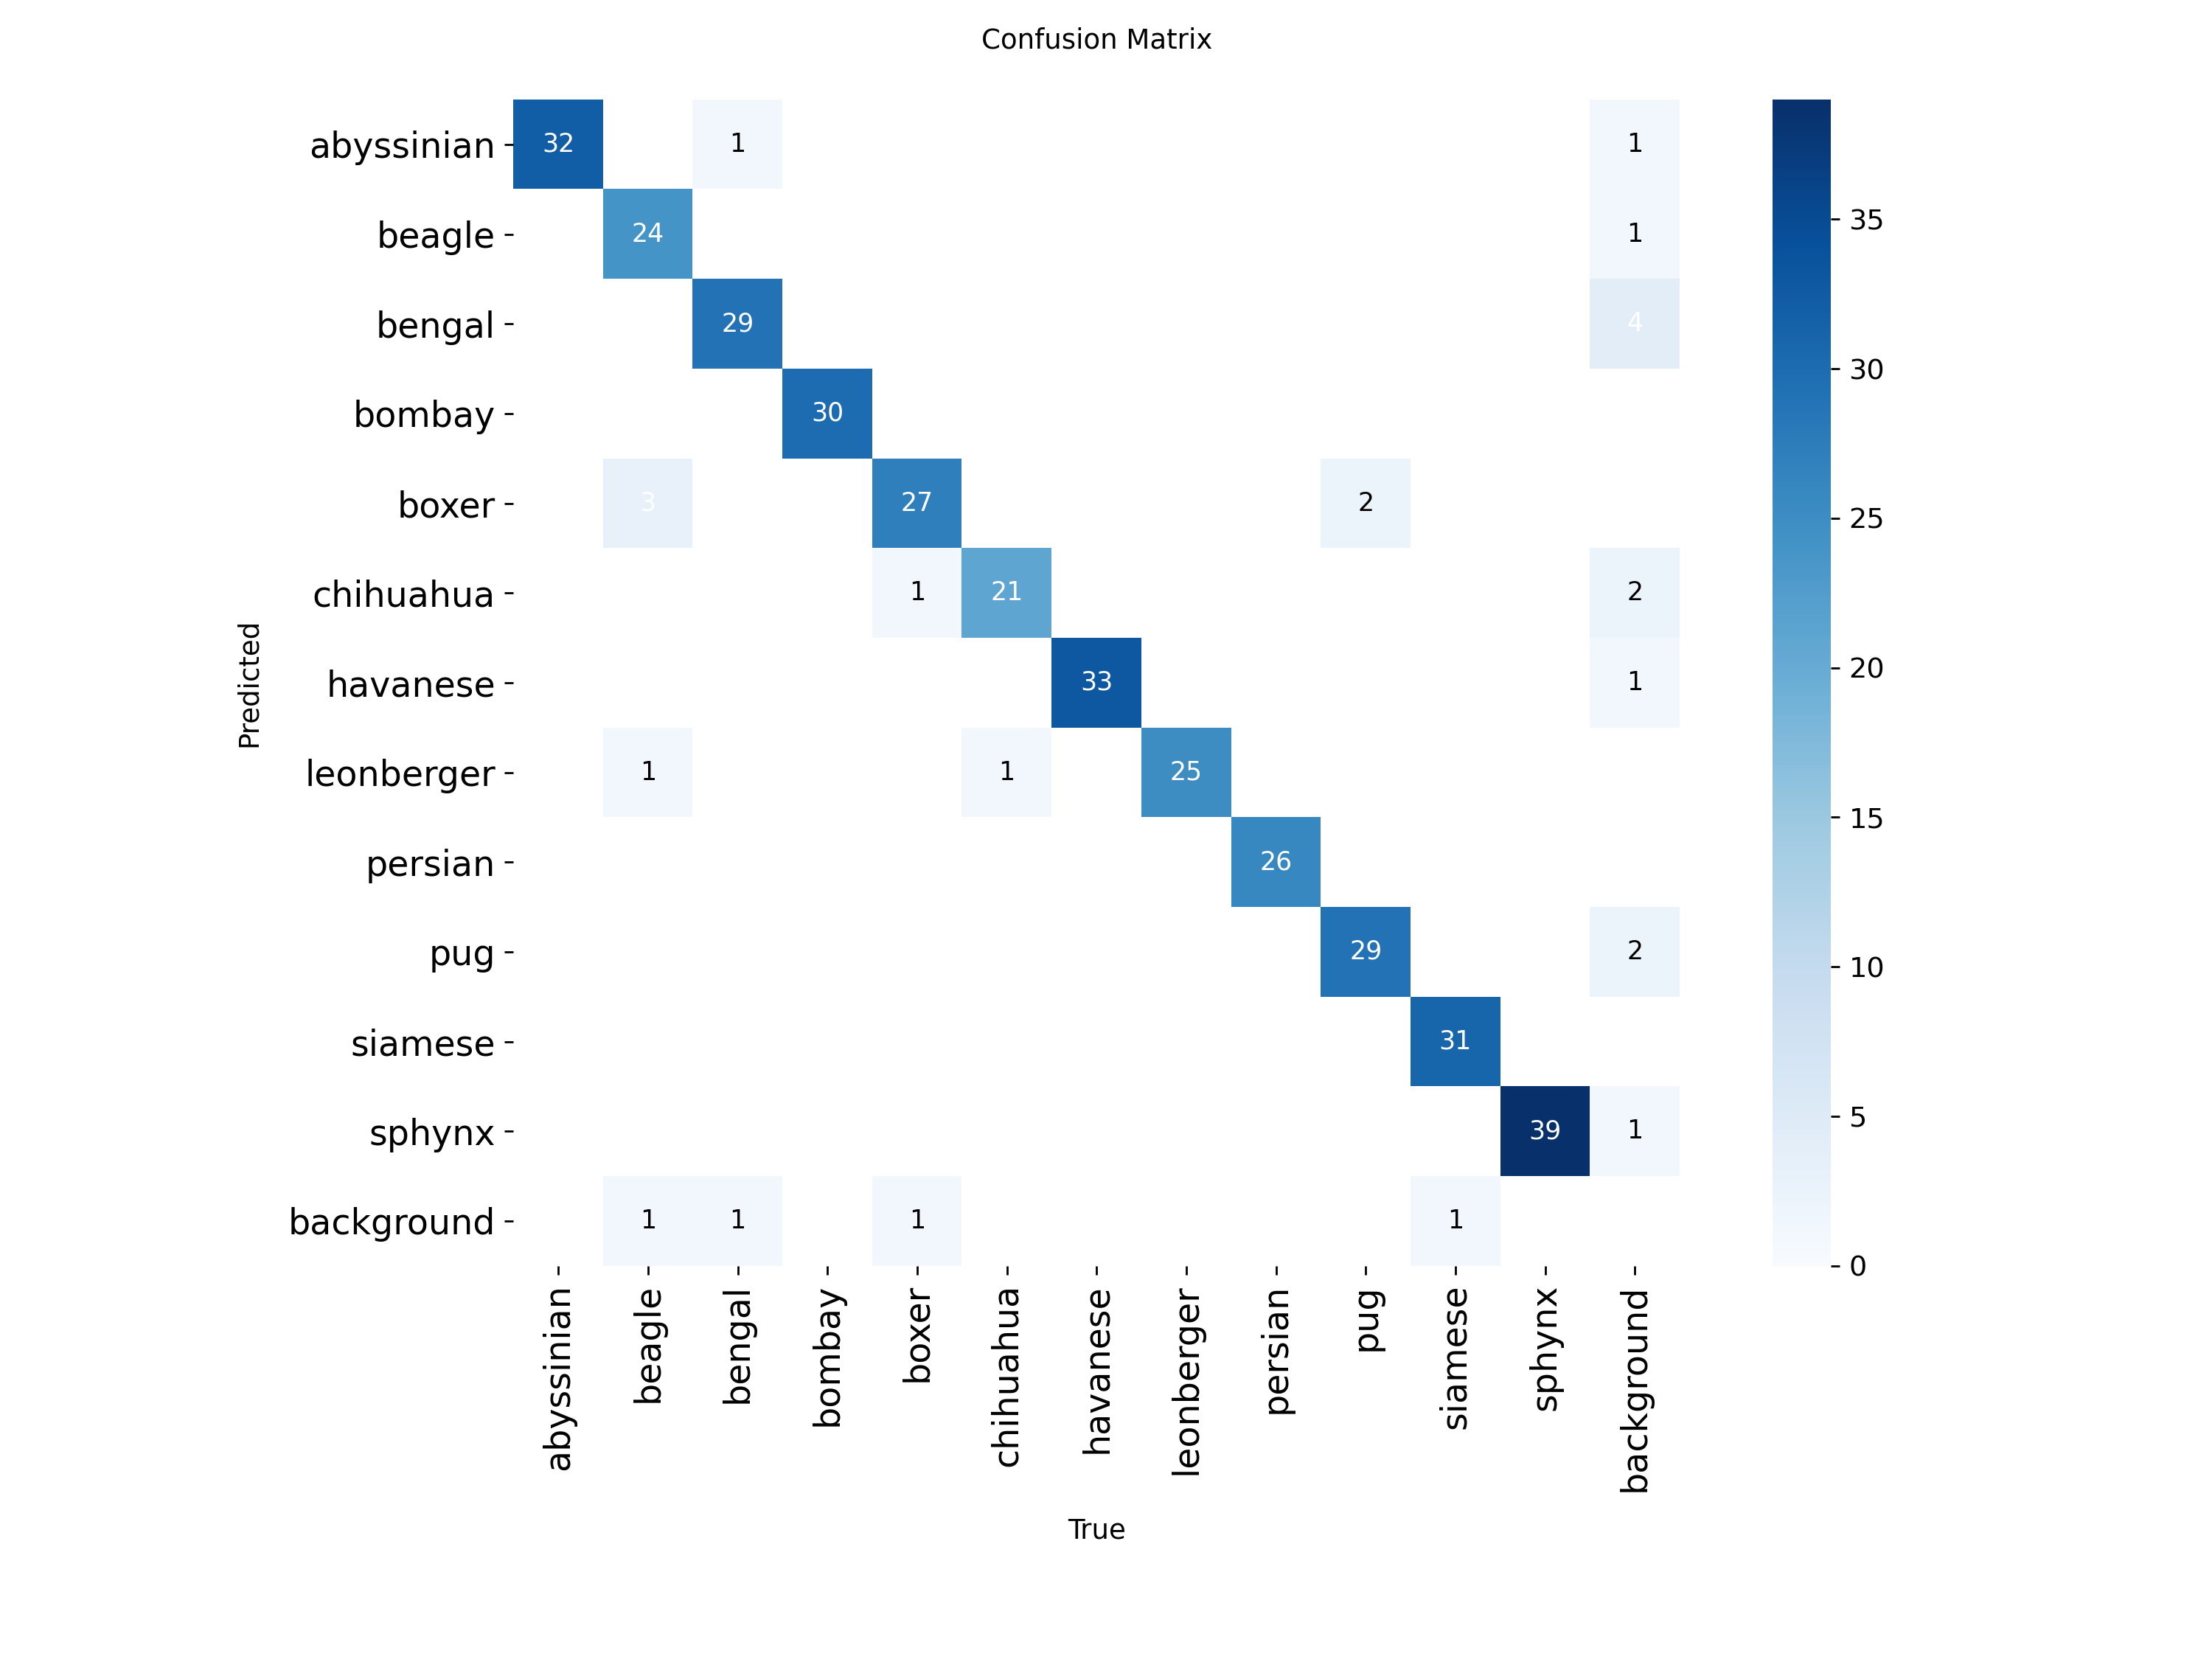 Confusion Matrix
abyssinian 32 1 1
beagle 24 1
bengal 29 4
bombay 30
boxer 3 27 2
chihuahua 1 21 2
havanese 33 1
leonberger 1 1 25
persian 26
pug 29 2
siamese 31
sphynx 39 1
background 1 1 1 1
Predicted
abyssinian
beagle
bengal
bombay
boxer
chihuahua
havanese
leonberger
persian
pug
siamese
sphynx
background
True
35
30
25
20
15
10
5
0